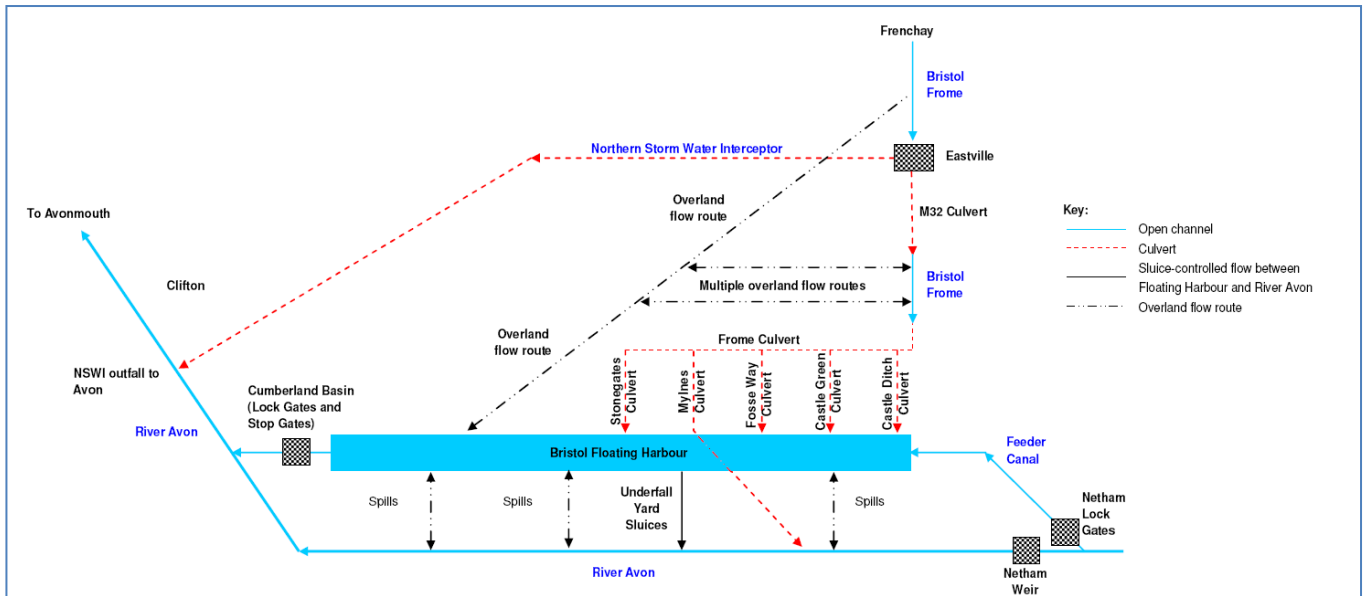 Frenchay
Bristol
Frome
Northern Storm Water Interceptor
Eastville
Overland
flow route
M32 Culvert
To Avonmouth
Key:
Open channel
Culvert
Sluice-controlled flow between
Floating Harbour and River Avon
Overland flow route
Clifton
Multiple overland flow routes
Bristol
Frome
Overland
flow route
Frome Culvert
NSWI outfall to
Avon
Cumberland Basin
(Lock Gates and
Stop Gates)
Stonegates
Culvert
Mylnes
Culvert
Fosse Way
Culvert
Castle Green
Culvert
Castle Ditch
Culvert
River Avon
Bristol Floating Harbour
Feeder
Canal
Spills
Spills
Underfall
Yard
Sluices
Spills
Netham
Lock
Gates
River Avon
Netham
Weir